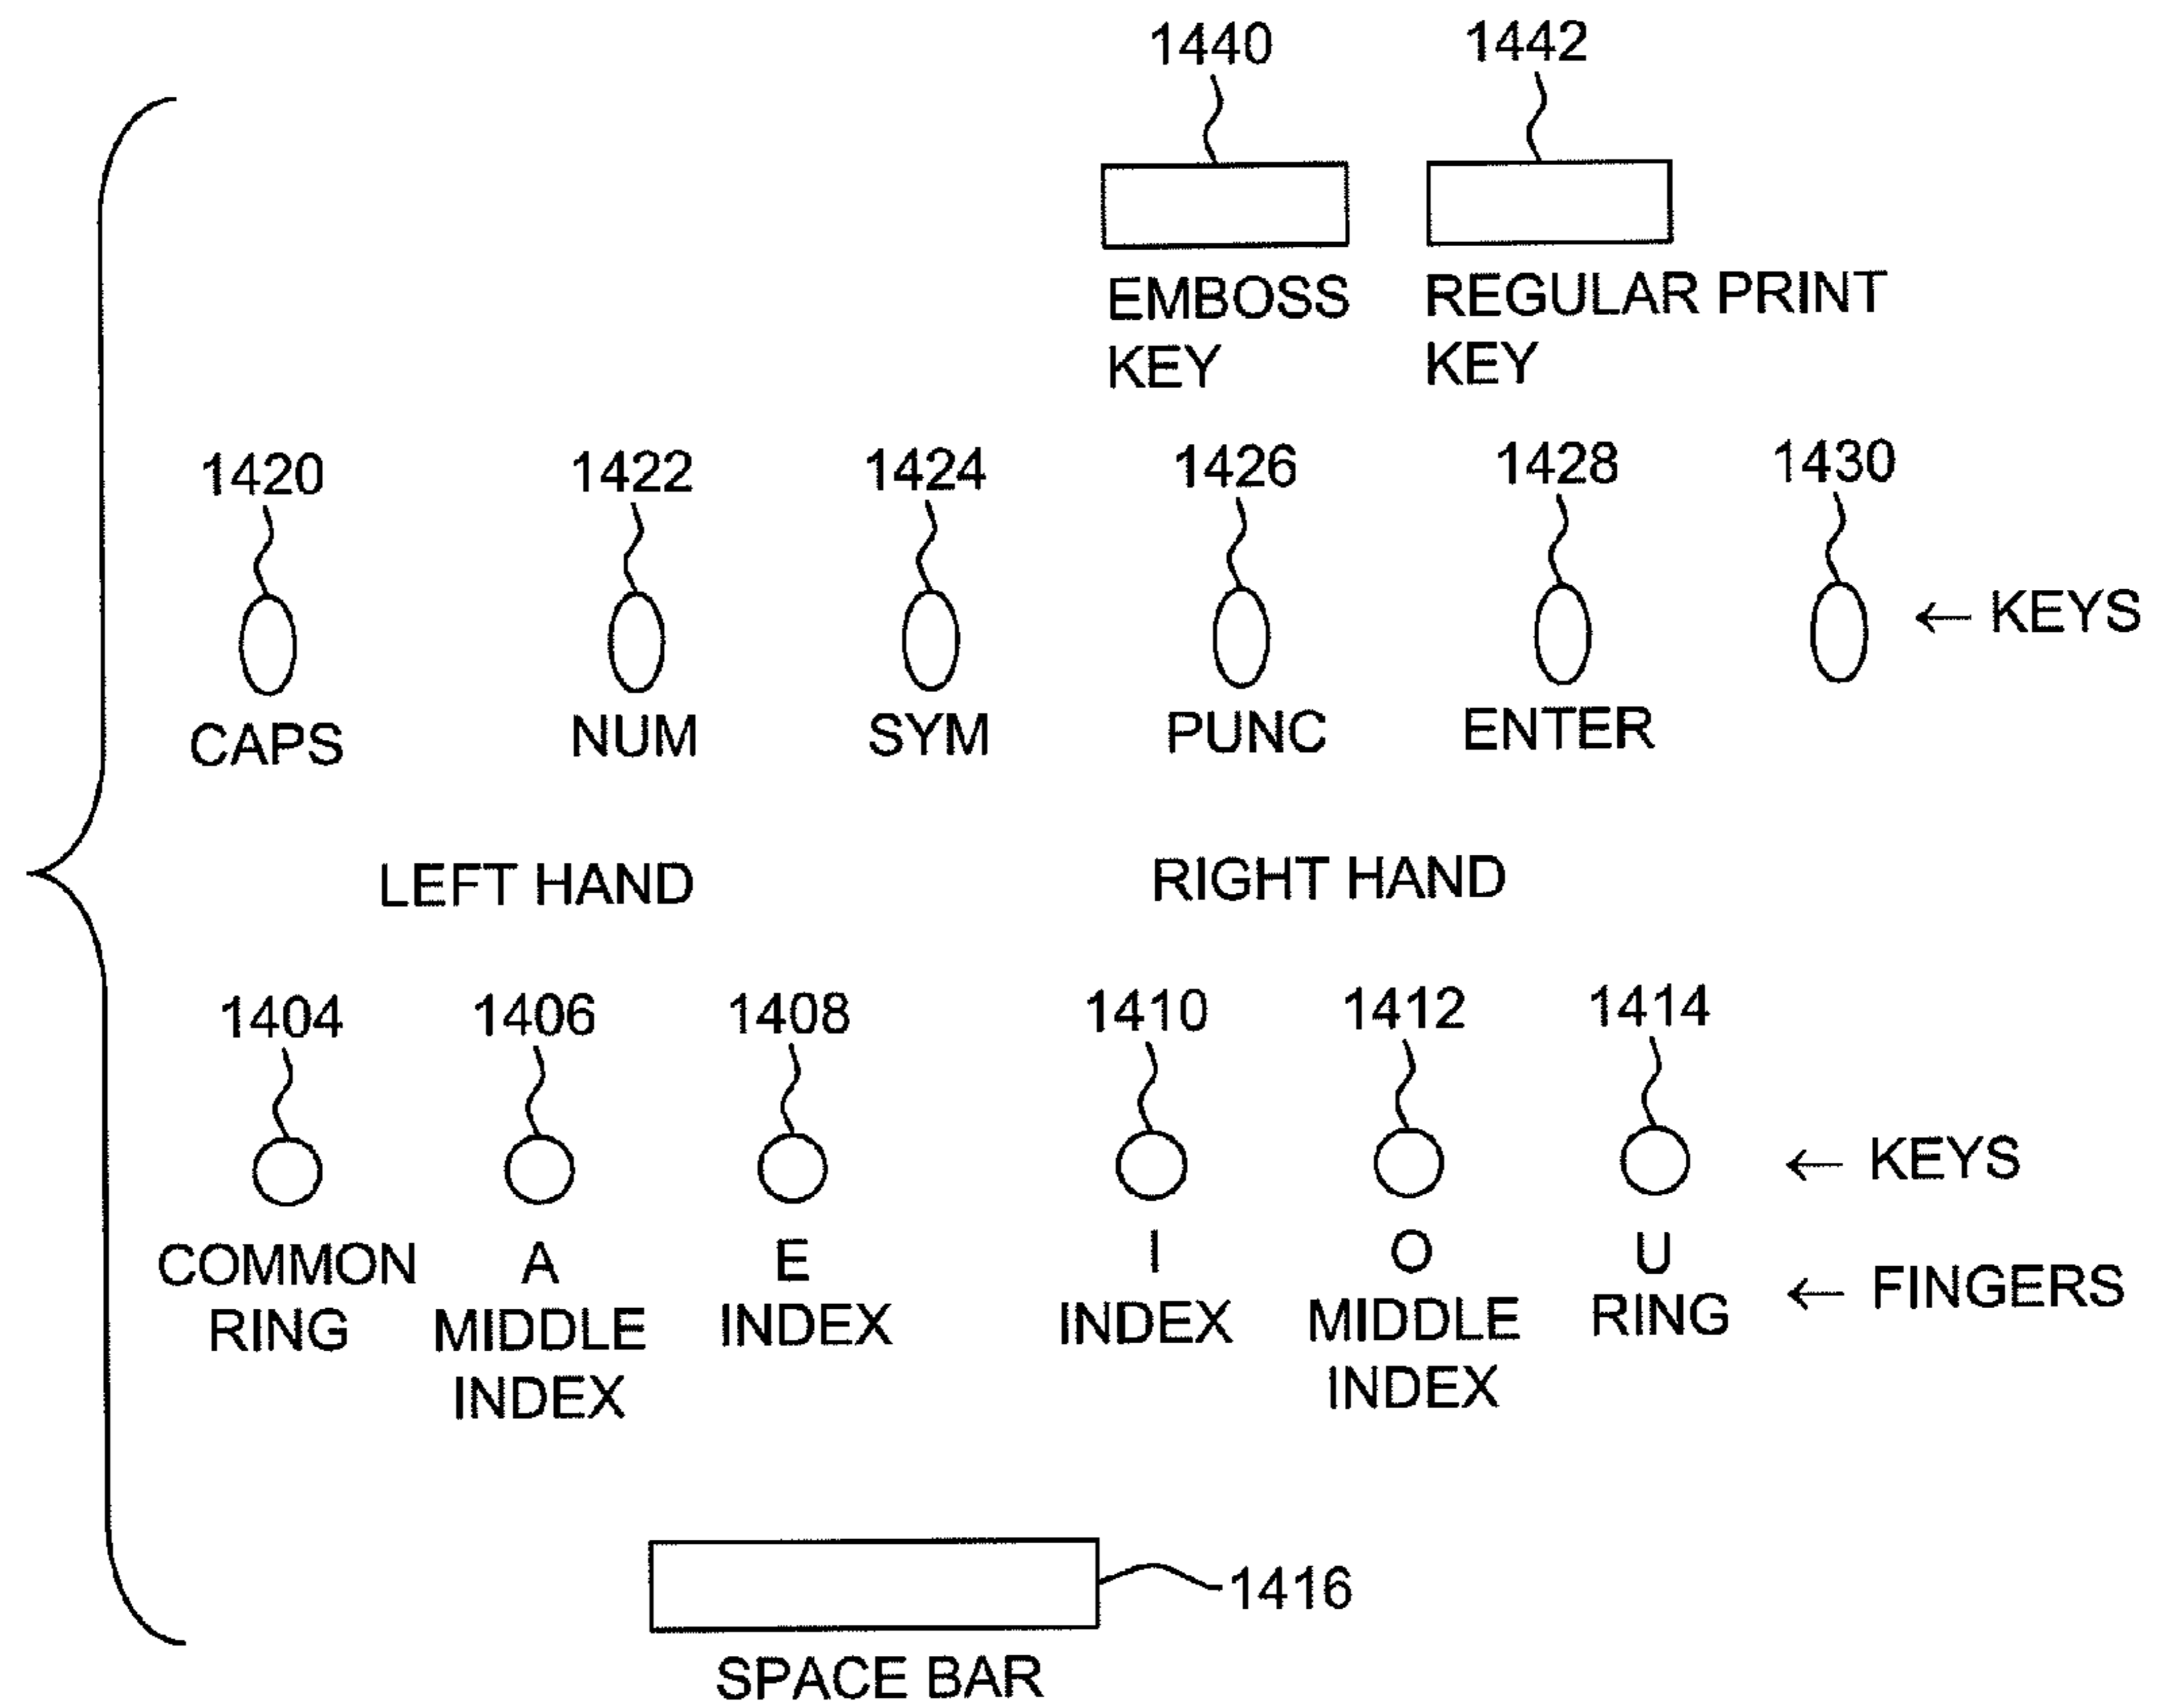 1440 1442
EMBOSS KEY
REGULAR PRINT KEY
1420 1422 1424 1426 1428 1430
← KEYS
CAPS NUM SYM PUNC ENTER
LEFT HAND RIGHT HAND
1404 1406 1408 1410 1412 1414
← KEYS
COMMON A E I O U
RING MIDDLE INDEX INDEX INDEX MIDDLE INDEX RING ← FINGERS
1416
SPACE BAR